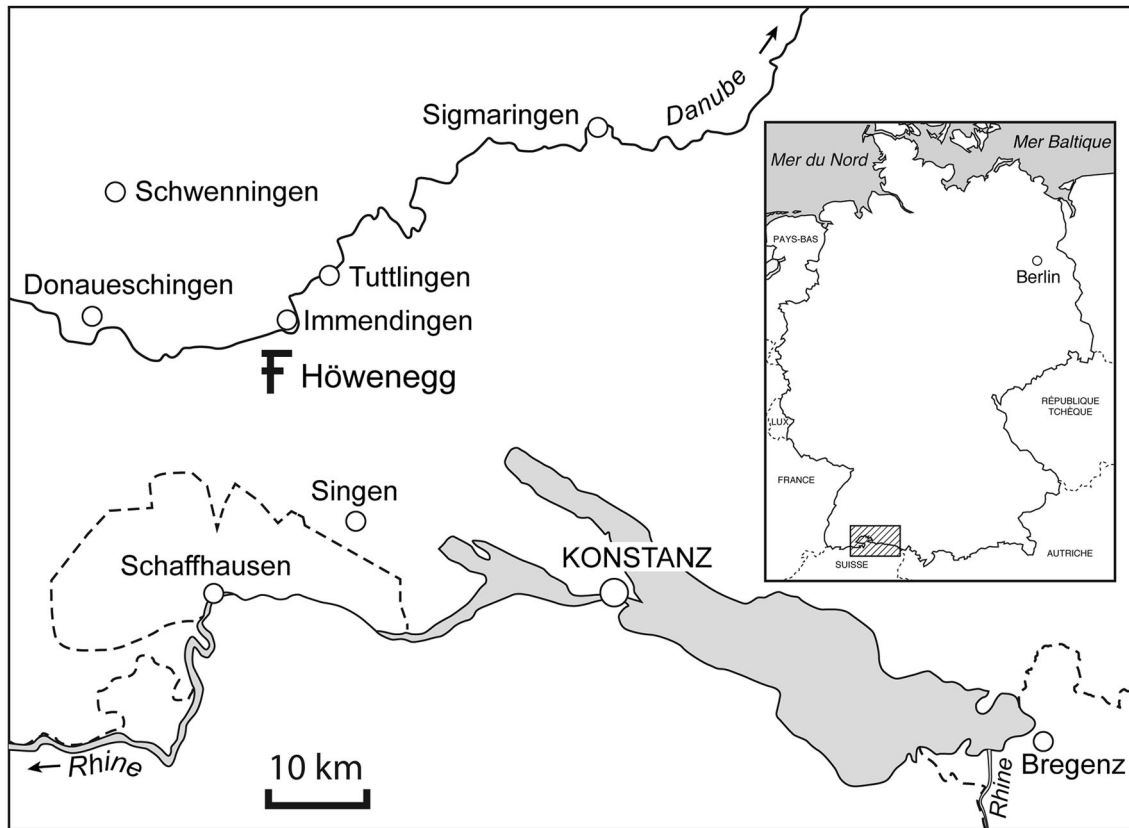 Danube
Sigmaringen
Schwenningen
Donaueschingen
Tuttlingen
Immendingen
Höwenegg
Singen
Schaffhausen
KONSTANZ
Rhine
10 km
Rhine
Bregenz
Mer du Nord
Mer Baltique
PAYS-BAS
Berlin
LUX
RÉPUBLIQUE
TCHÈQUE
FRANCE
SUISSE
AUTRICHE